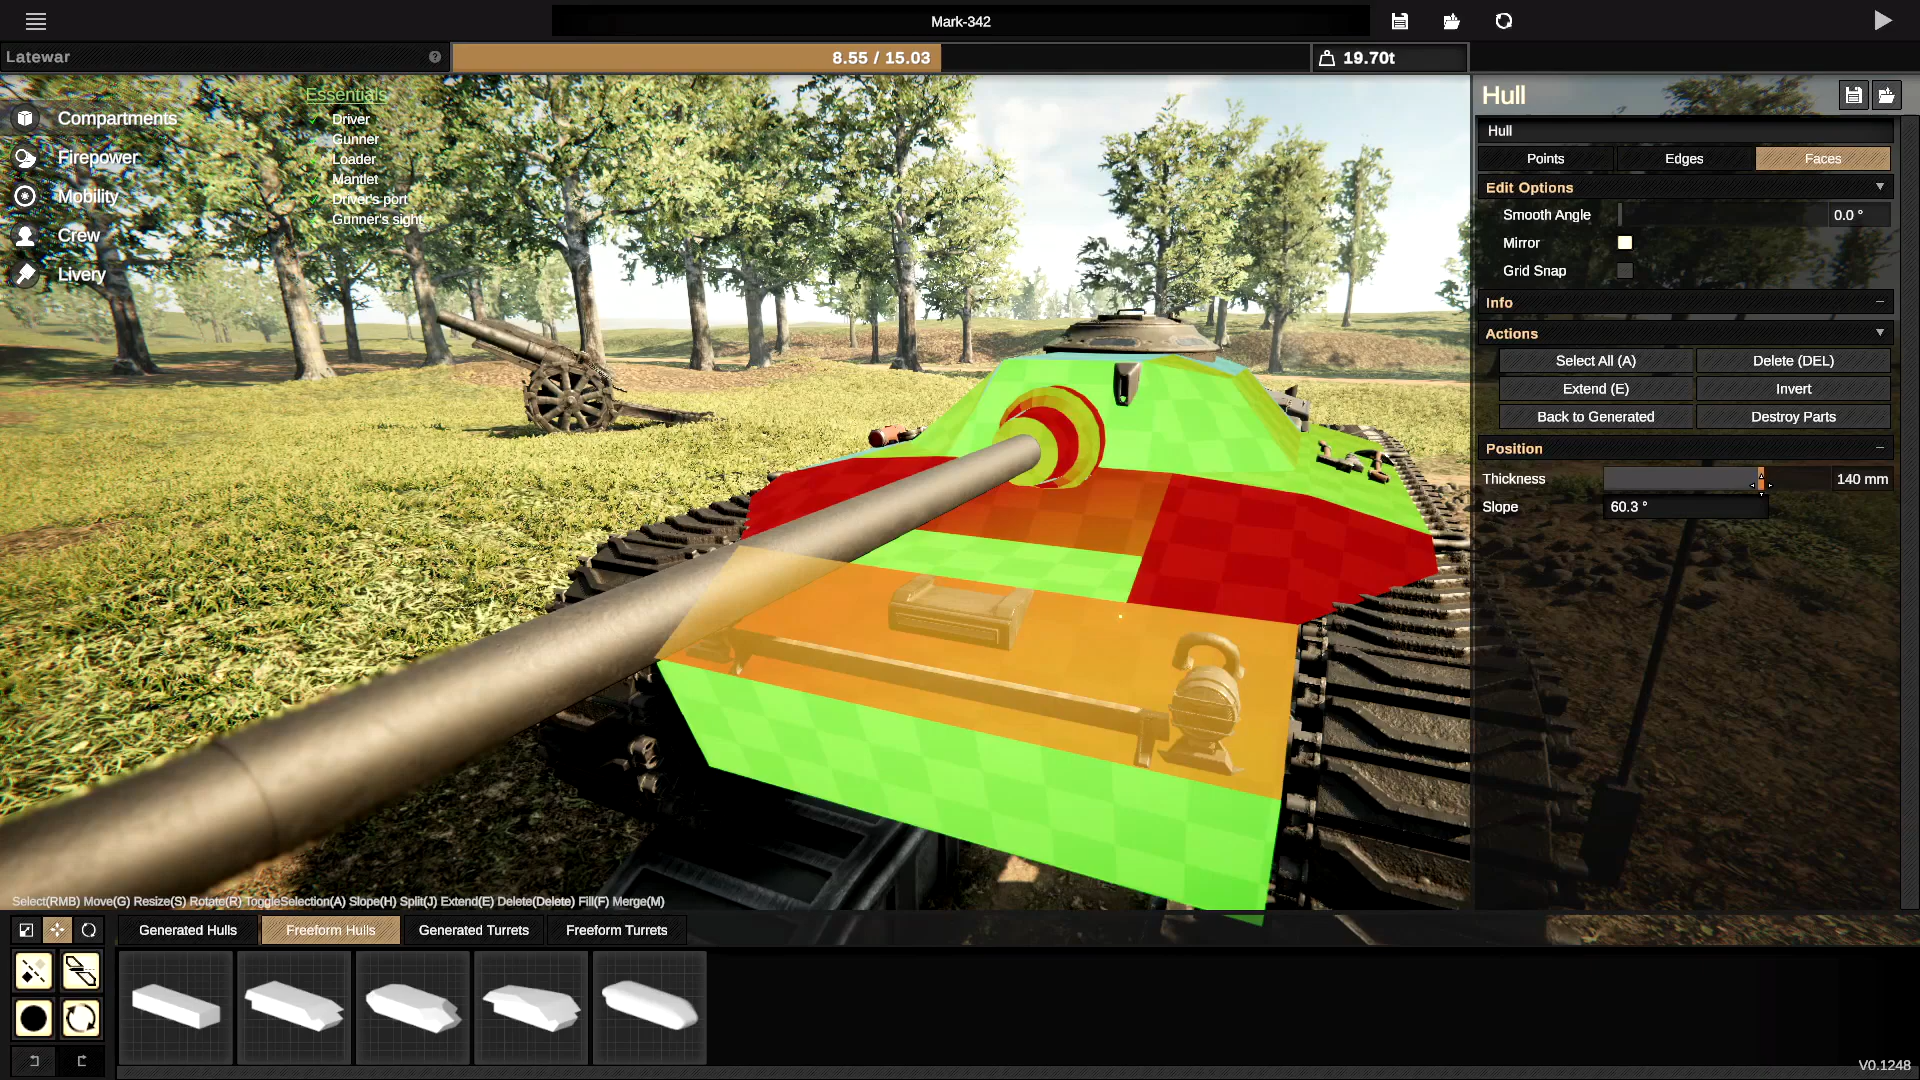 Mark-342
Latewar
8.55 / 15.03
19.70t
Essentials
Driver
Gunner
Loader
Mantlet
Driver's port
Gunner's sight
Compartments
Firepower
Mobility
Crew
Livery
Hull
Hull
Points
Edges
Faces
Edit Options
Smooth Angle
0.0 °
Mirror
Grid Snap
Info
Actions
Select All (A)
Delete (DEL)
Extend (E)
Invert
Back to Generated
Destroy Parts
Position
Thickness
140 mm
Slope
60.3 °
Select(RMB) Move(G) Resize(S) Rotate(R) ToggleSelection(A) Slope(H) Split(J) Extend(E) Delete(Delete) Fill(F) Merge(M)
Generated Hulls
Freeform Hulls
Generated Turrets
Freeform Turrets
V0.1248